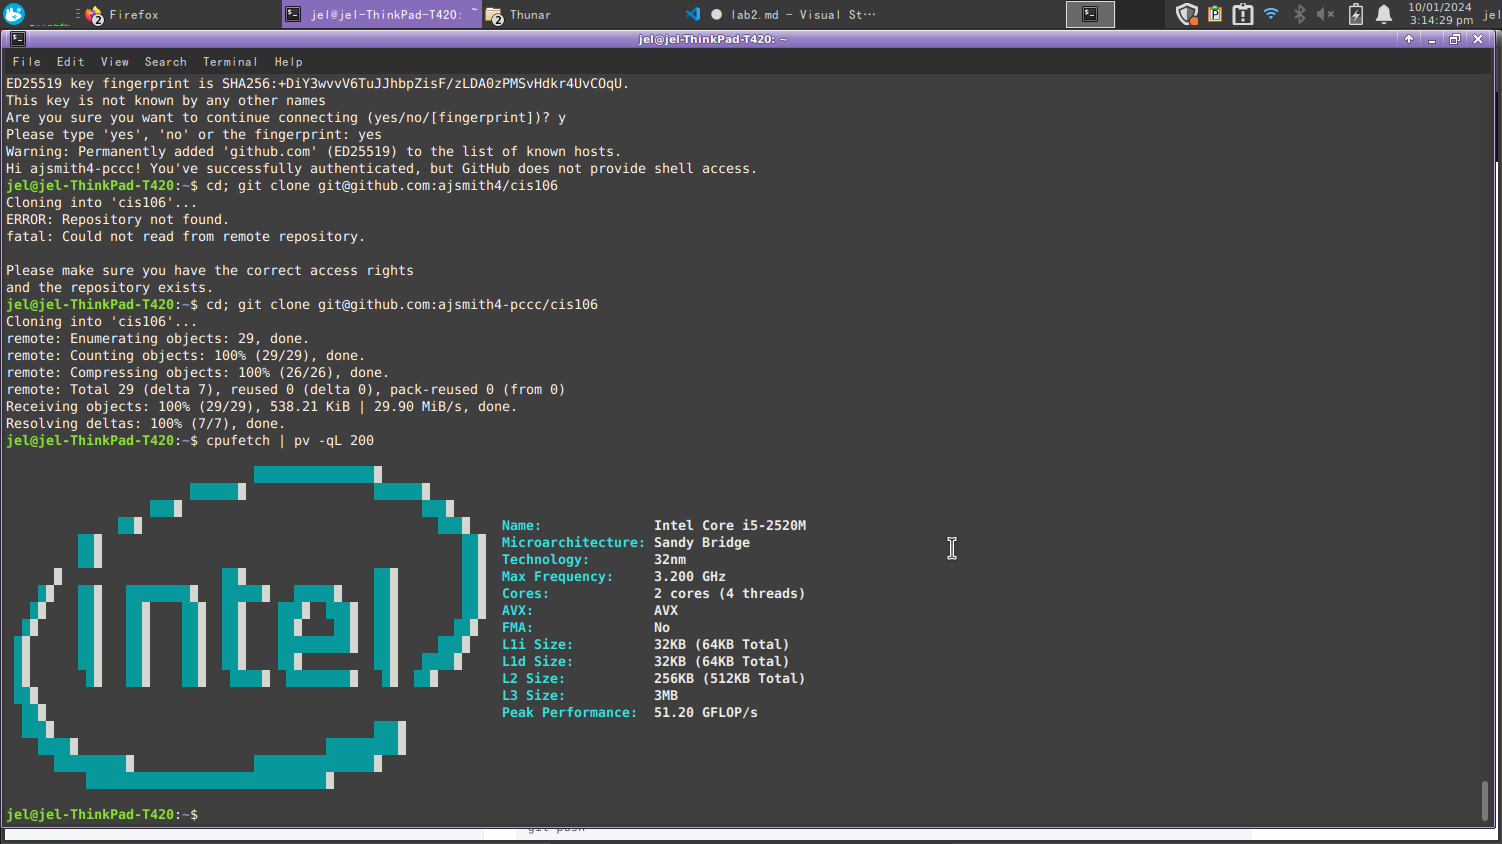 Firefox
2
jel@jel-ThinkPad-T420: ~
Thunar
2
● lab2.md — Visual St···
10/01/2024
3:14:29 pm
jel
jel@jel-ThinkPad-T420: ~
File Edit View Search Terminal Help
ED25519 key fingerprint is SHA256:+DiY3wvvV6TuJJhbpZisF/zLDA0zPMSvHdkr4UvCOqU.
This key is not known by any other names
Are you sure you want to continue connecting (yes/no/[fingerprint])? y
Please type 'yes', 'no' or the fingerprint: yes
Warning: Permanently added 'github.com' (ED25519) to the list of known hosts.
Hi ajsmith4-pccc! You've successfully authenticated, but GitHub does not provide shell access.
jel@jel-ThinkPad-T420:~$ cd; git clone git@github.com:ajsmith4/cis106
Cloning into 'cis106'...
ERROR: Repository not found.
fatal: Could not read from remote repository.
Please make sure you have the correct access rights
and the repository exists.
jel@jel-ThinkPad-T420:~$ cd; git clone git@github.com:ajsmith4-pccc/cis106
Cloning into 'cis106'...
remote: Enumerating objects: 29, done.
remote: Counting objects: 100% (29/29), done.
remote: Compressing objects: 100% (26/26), done.
remote: Total 29 (delta 7), reused 0 (delta 0), pack-reused 0 (from 0)
Receiving objects: 100% (29/29), 538.21 KiB | 29.90 MiB/s, done.
Resolving deltas: 100% (7/7), done.
jel@jel-ThinkPad-T420:~$ cpufetch | pv -qL 200
intel
Name: Intel Core i5-2520M
Microarchitecture: Sandy Bridge
Technology: 32nm
Max Frequency: 3.200 GHz
Cores: 2 cores (4 threads)
AVX: AVX
FMA: No
L1i Size: 32KB (64KB Total)
L1d Size: 32KB (64KB Total)
L2 Size: 256KB (512KB Total)
L3 Size: 3MB
Peak Performance: 51.20 GFLOP/s
jel@jel-ThinkPad-T420:~$
git push